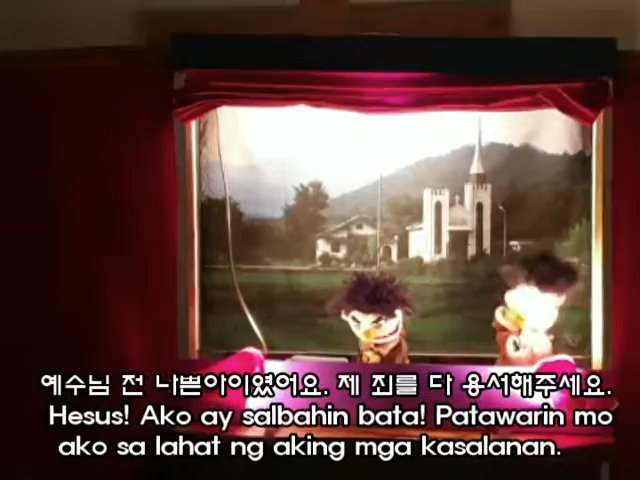 예수님 전 나쁜아이였어요. 제 죄를 다 용서해주세요.
Hesus! Ako ay salbahin bata! Patawarin mo
ako sa lahat ng aking mga kasalanan.